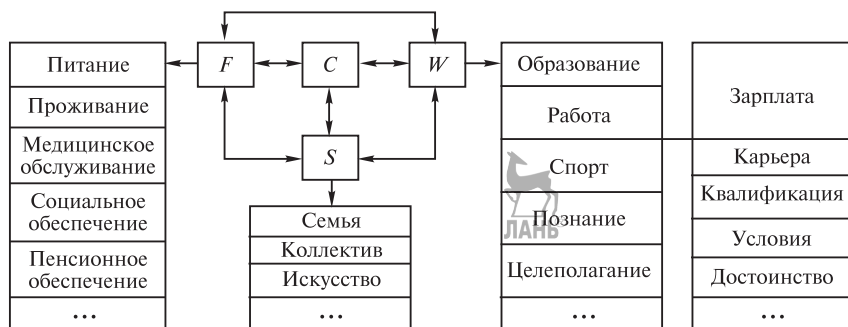 F
C
W
S
Питание
Проживание
Медицинское
обслуживание
Социальное
обеспечение
Пенсионное
обеспечение
...
Семья
Коллектив
Искусство
...
Образование
Работа
Спорт
Познание
Целеполагание
...
Зарплата
Карьера
Квалификация
Условия
Достоинство
...
ЛАНЬ